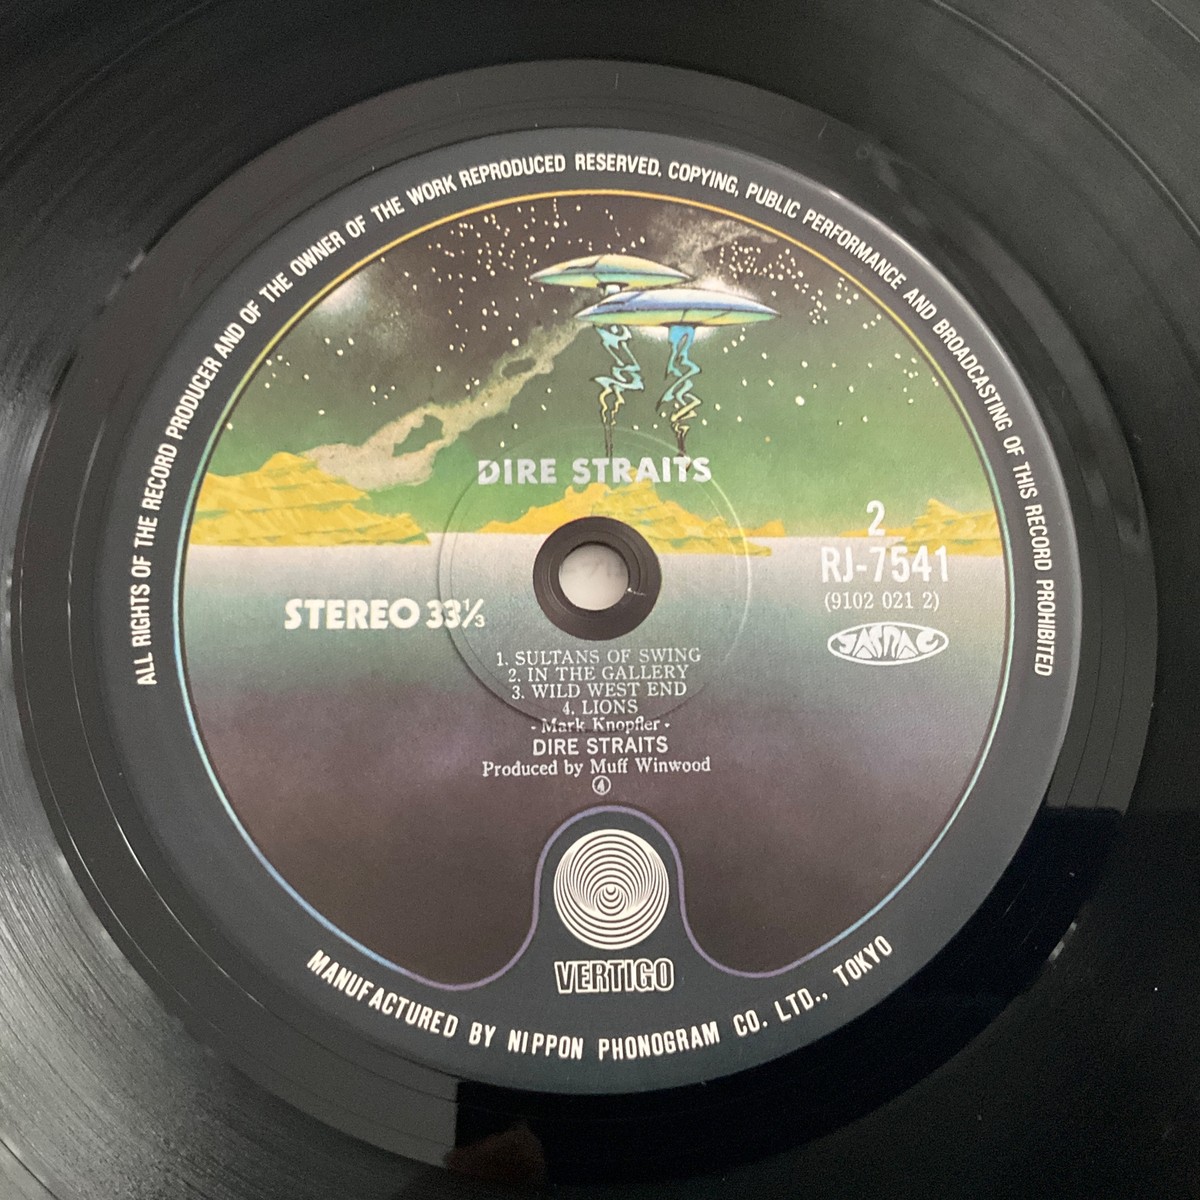 ALL RIGHTS OF THE RECORD PRODUCER AND OF THE OWNER OF THE WORK REPRODUCED RESERVED. COPYING, PUBLIC PERFORMANCE AND BROADCASTING OF THIS RECORD PROHIBITED
DIRE STRAITS
2
RJ-7541
(9102 021 2)
JASRAC
STEREO 33⅓
1. SULTANS OF SWING
2. IN THE GALLERY
3. WILD WEST END
4. LIONS
- Mark Knopfler -
DIRE STRAITS
Produced by Muff Winwood
④
VERTIGO
MANUFACTURED BY NIPPON PHONOGRAM CO. LTD., TOKYO